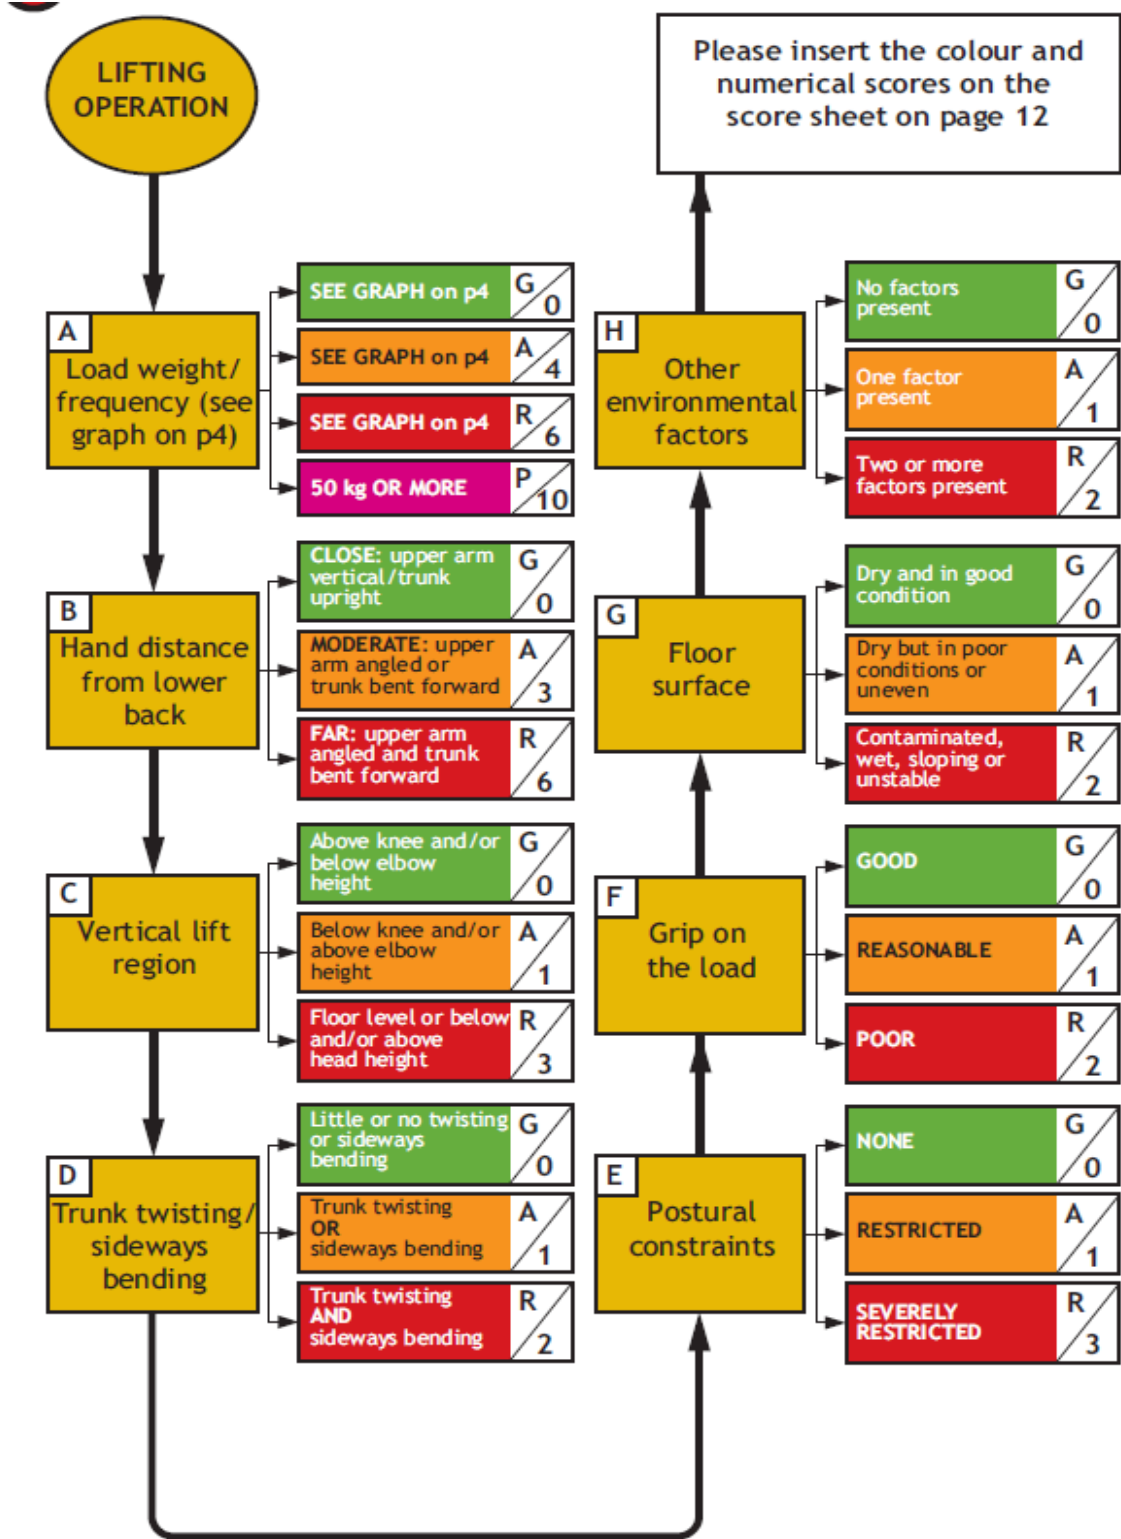 LIFTING
OPERATION
A
Load weight/
frequency (see
graph on p4)
SEE GRAPH on p4
G
0
SEE GRAPH on p4
A
4
SEE GRAPH on p4
R
6
50 kg OR MORE
P
10
B
Hand distance
from lower
back
CLOSE: upper arm
vertical/trunk
upright
G
0
MODERATE: upper
arm angled or
trunk bent forward
A
3
FAR: upper arm
angled and trunk
bent forward
R
6
C
Vertical lift
region
Above knee and/or
below elbow
height
G
0
Below knee and/or
above elbow
height
A
1
Floor level or below
and/or above
head height
R
3
D
Trunk twisting/
sideways
bending
Little or no twisting
or sideways
bending
G
0
Trunk twisting
OR
sideways bending
A
1
Trunk twisting
AND
sideways bending
R
2
E
Postural
constraints
NONE
G
0
RESTRICTED
A
1
SEVERELY
RESTRICTED
R
3
F
Grip on
the load
GOOD
G
0
REASONABLE
A
1
POOR
R
2
G
Floor
surface
Dry and in good
condition
G
0
Dry but in poor
conditions or
uneven
A
1
Contaminated,
wet, sloping or
unstable
R
2
H
Other
environmental
factors
No factors
present
G
0
One factor
present
A
1
Two or more
factors present
R
2
Please insert the colour and
numerical scores on the
score sheet on page 12